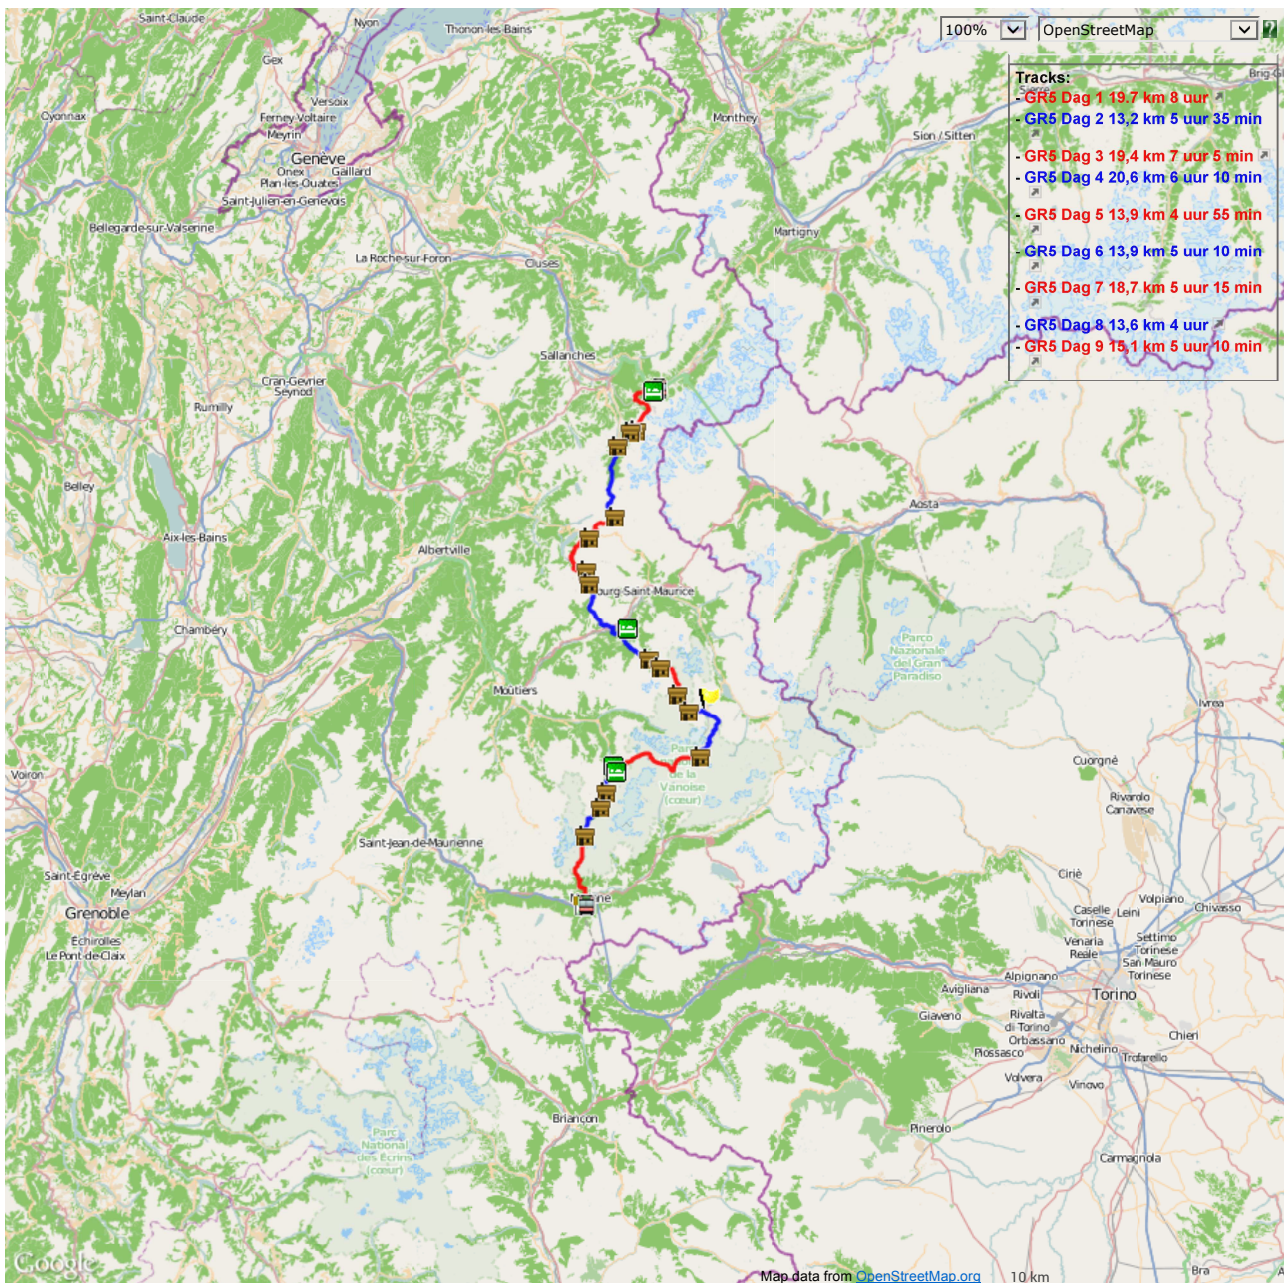 Saint-Claude
Nyon
Thonon-les Bains
100%
OpenStreetMap
?
Gex
Tracks:
- GR5 Dag 1 19.7 km 8 uur
- GR5 Dag 2 13,2 km 5 uur 35 min
- GR5 Dag 3 19,4 km 7 uur 5 min
- GR5 Dag 4 20,6 km 6 uur 10 min
- GR5 Dag 5 13,9 km 4 uur 55 min
- GR5 Dag 6 13,9 km 5 uur 10 min
- GR5 Dag 7 18,7 km 5 uur 15 min
- GR5 Dag 8 13,6 km 4 uur
- GR5 Dag 9 15,1 km 5 uur 10 min
Brig-Gl
Sierre
Versoix
Oyonnax
Ferney-Voltaire
Monthey
Meyrin
Sion / Sitten
Genève
Onex
Gaillard
Plan-les-Ouates
Saint-Julien-en-Genevois
Bellegarde-sur-Valserine
Martigny
La Roche-sur-Foron
Cluses
Sallanches
Cran-Gevrier
Seynod
Rumilly
Belley
Aosta
Aix-les-Bains
Albertville
ourg-Saint-Maurice
Chambéry
Parco
Nazionale
del Gran
Paradiso
Moûtiers
Ivrea
Parc
de la
Vanoise
(cœur)
Voiron
Cuorgnè
Rivarolo
Canavese
Saint-Jean-de-Maurienne
Saint-Égrève
Ciriè
Meylan
Volpiano
Grenoble
Caselle
Torinese
Leini
Chivasso
Échirolles
Venaria
Reale
Settimo
Torinese
Le Pont-de-Claix
San Mauro
Torinese
Alpignano
Avigliana
Rivoli
Torino
Giaveno
Rivalta
di Torino
Orbassano
Chieri
Piossasco
Nichelino
Trofarello
Volvera
Vinovo
Briançon
Pinerolo
Parc
National
des Écrins
(cœur)
Carmagnola
Google
Map data from OpenStreetMap.org
10 km
Bra